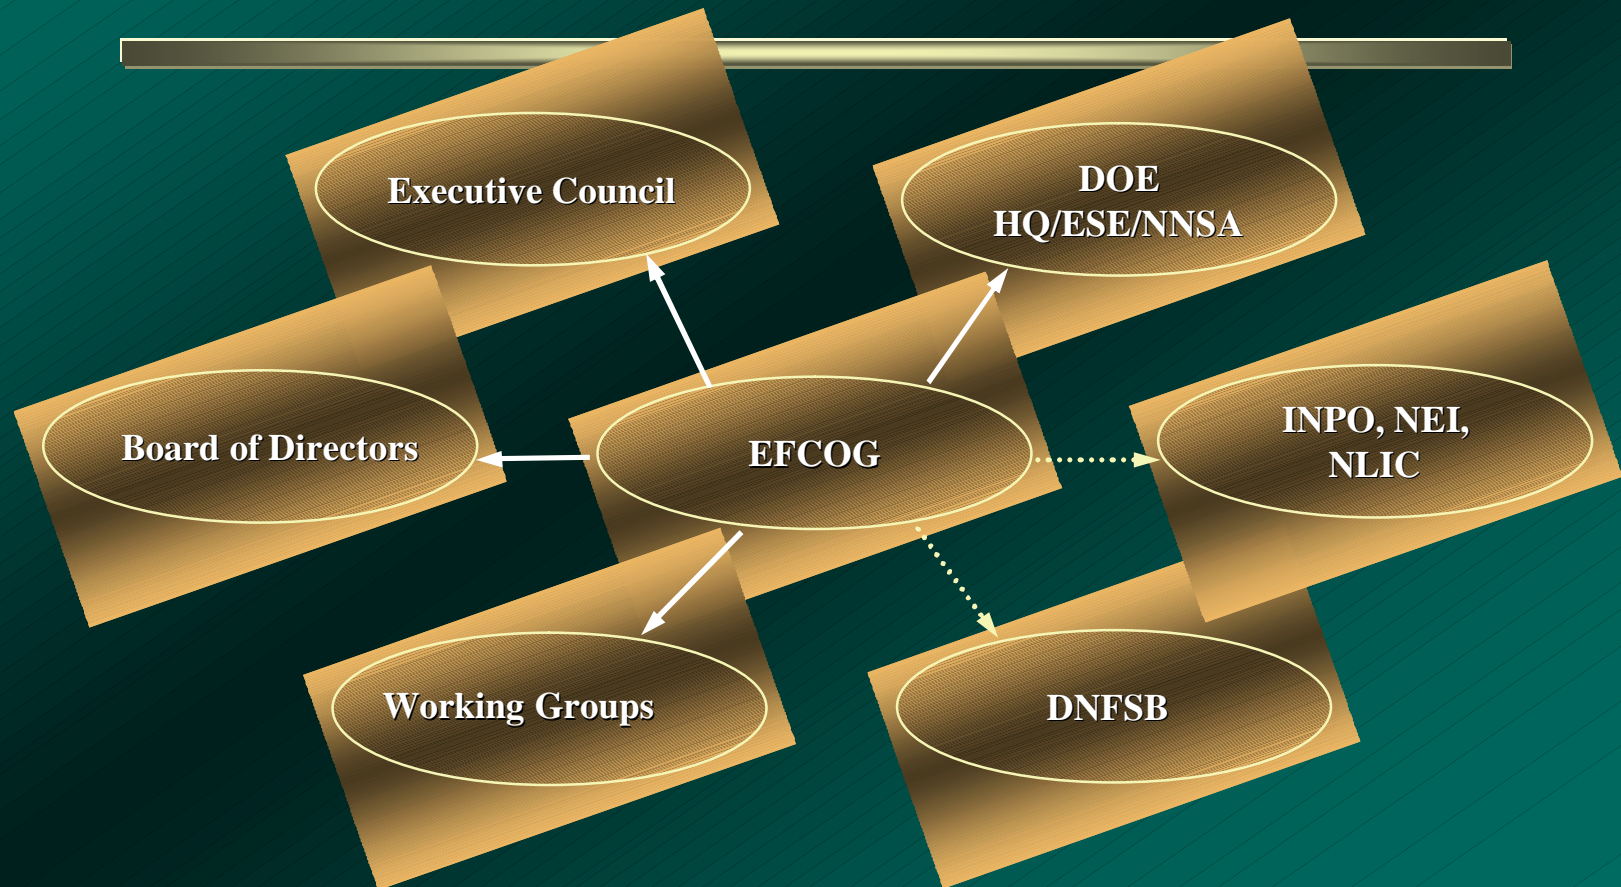 Executive Council
DOE
HQ/ESE/NNSA
Board of Directors
EFCOG
INPO, NEI,
NLIC
Working Groups
DNFSB